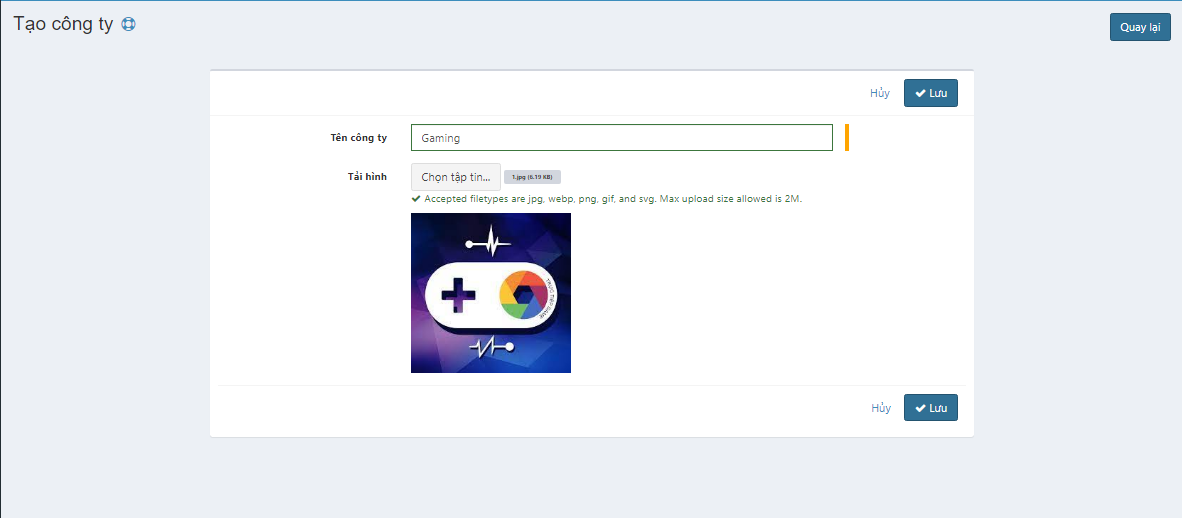 Tạo công ty
Quay lại
Hủy
Lưu
Tên công ty
Gaming
Tải hình
Chọn tập tin...
1.jpg (6.19 KB)
Accepted filetypes are jpg, webp, png, gif, and svg. Max upload size allowed is 2M.
Hủy
Lưu